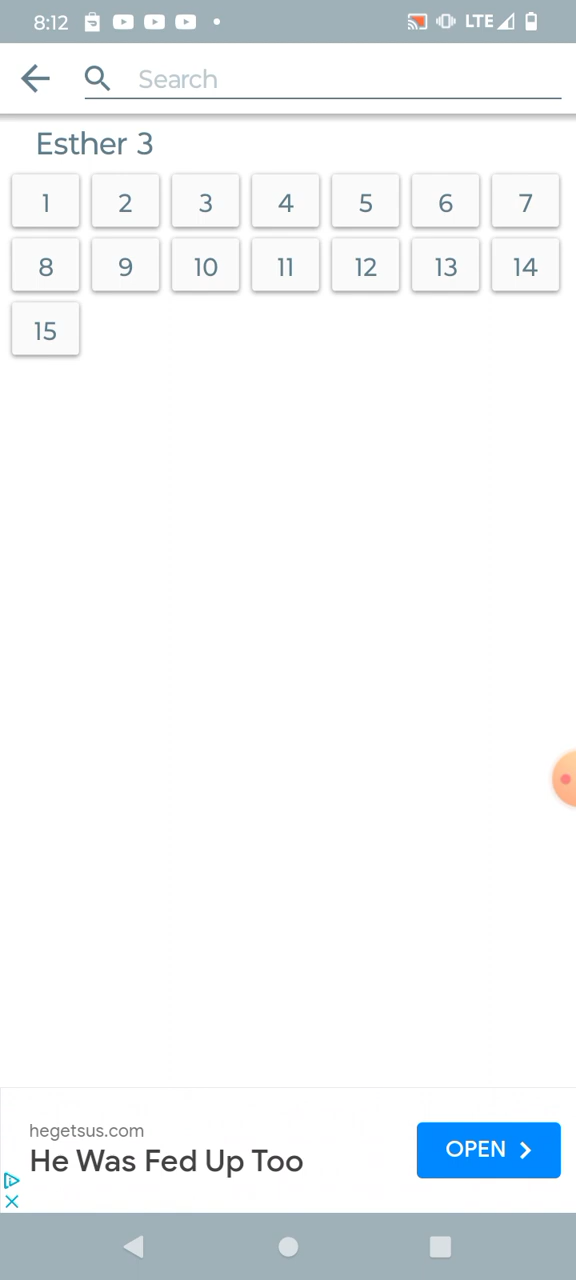 8:12 LTE
Search
Esther 3
1 2 3 4 5 6 7
8 9 10 11 12 13 14
15
hegetsus.com
He Was Fed Up Too
OPEN